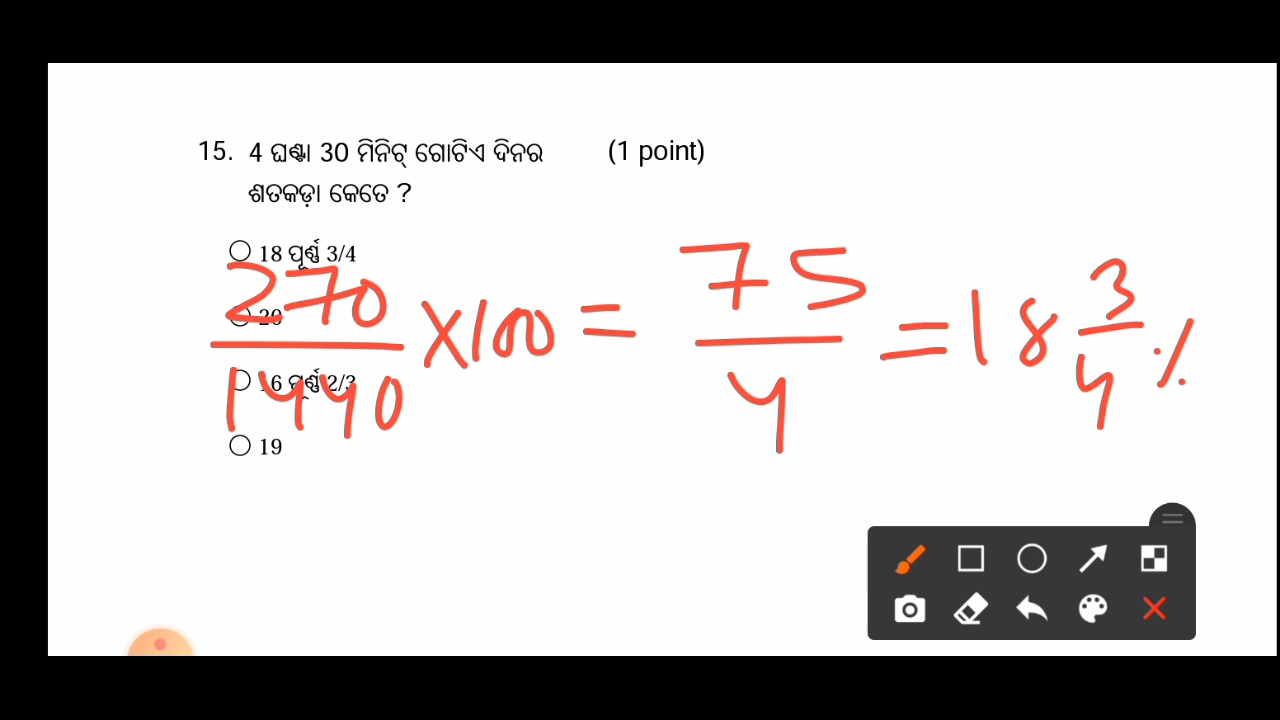 15. 4 ଘଣ୍ଟା 30 ମିନିଟ୍ ଗୋଟିଏ ଦିନର (1 point)
ଶତକଡ଼ା କେତେ ?
18 ପୂର୍ଣ୍ଣ 3/4
20
16 ପୂର୍ଣ୍ଣ 2/3
19
270/1440 x100 = 75/4 = 18 3/4 %